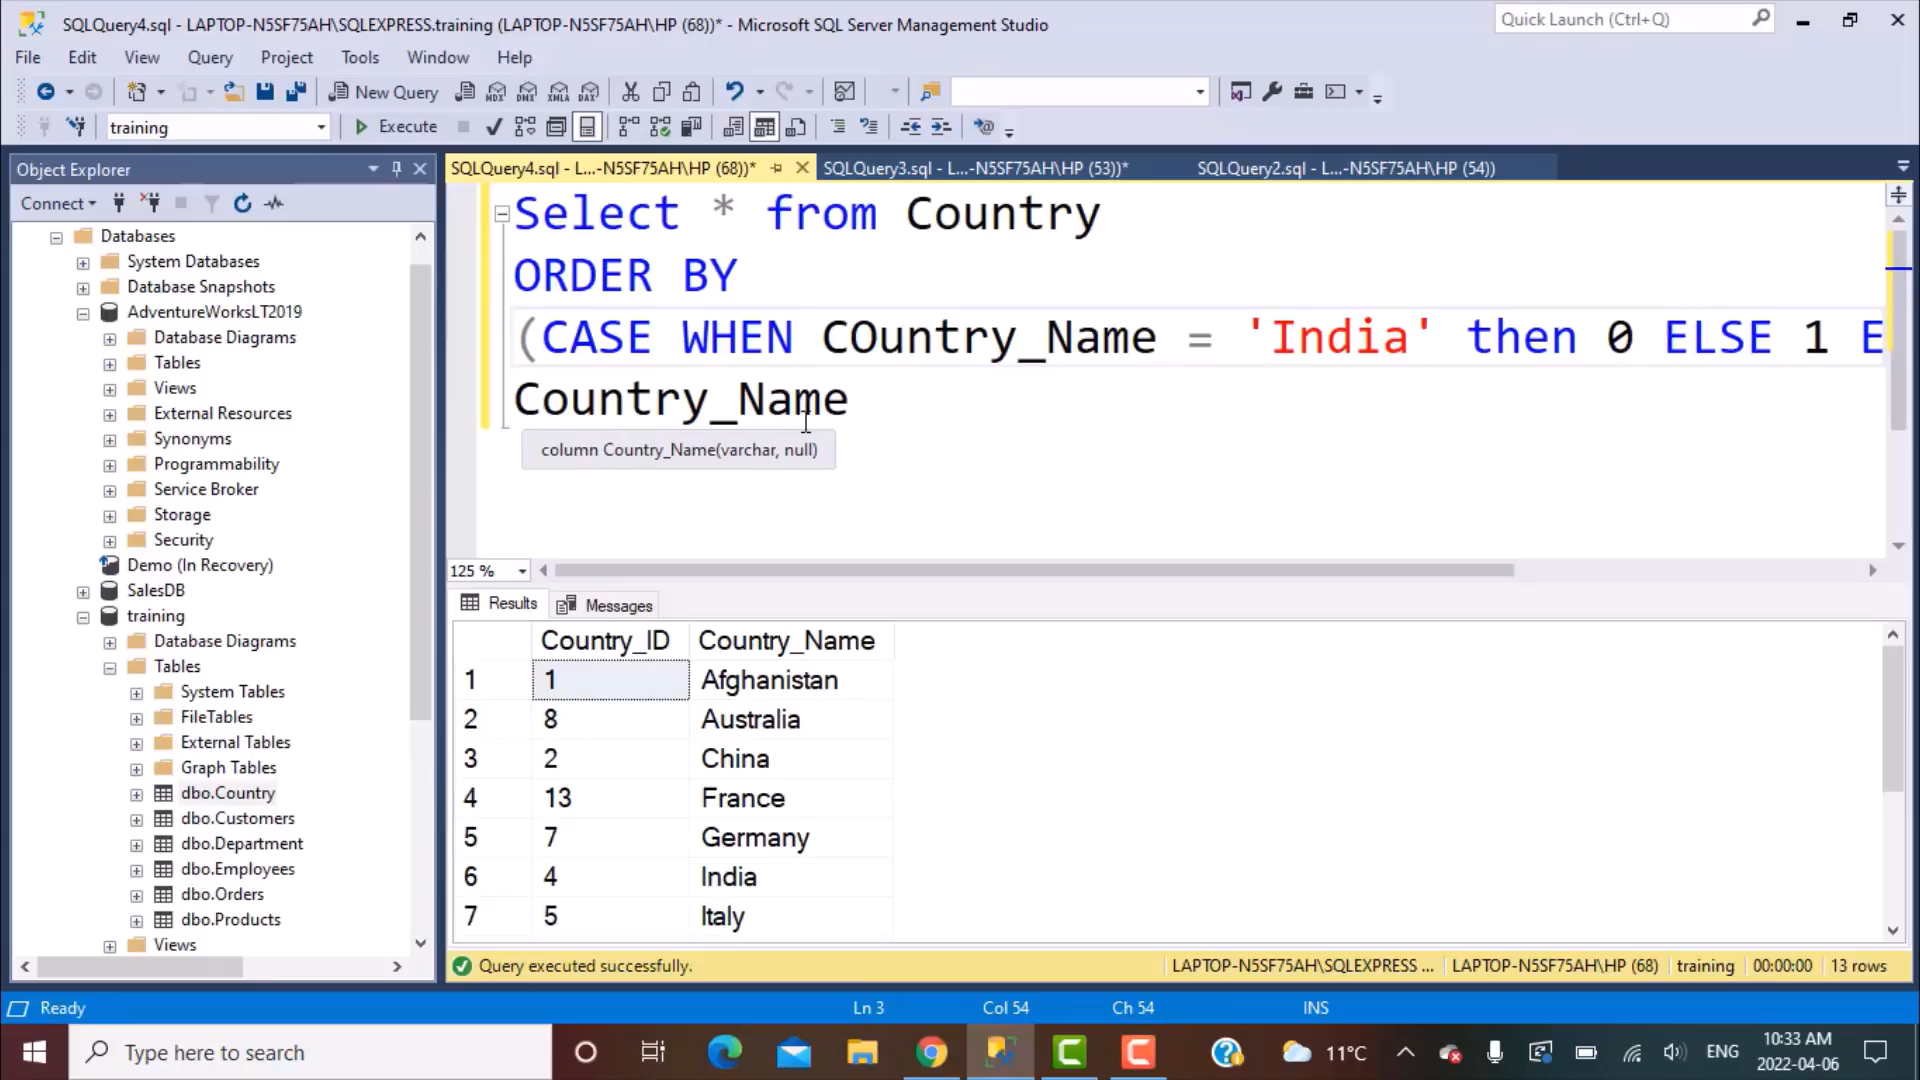 SQLQuery4.sql - LAPTOP-N5SF75AH\SQLEXPRESS.training (LAPTOP-N5SF75AH\HP (68))* - Microsoft SQL Server Management Studio
Quick Launch (Ctrl+Q)
File Edit View Query Project Tools Window Help
New Query MDX DMX XMLA DAX
training Execute
Object Explorer
SQLQuery4.sql - L...-N5SF75AH\HP (68))* SQLQuery3.sql - L...-N5SF75AH\HP (53))* SQLQuery2.sql - L...-N5SF75AH\HP (54))
Connect
Databases
System Databases
Database Snapshots
AdventureWorksLT2019
Database Diagrams
Tables
Views
External Resources
Synonyms
Programmability
Service Broker
Storage
Security
Demo (In Recovery)
SalesDB
training
Database Diagrams
Tables
System Tables
FileTables
External Tables
Graph Tables
dbo.Country
dbo.Customers
dbo.Department
dbo.Employees
dbo.Orders
dbo.Products
Views
Select * from Country
ORDER BY
(CASE WHEN COuntry_Name = 'India' then 0 ELSE 1 E
Country_Name
column Country_Name(varchar, null)
125 %
Results Messages
Country_ID Country_Name
1 1 Afghanistan
2 8 Australia
3 2 China
4 13 France
5 7 Germany
6 4 India
7 5 Italy
Query executed successfully. LAPTOP-N5SF75AH\SQLEXPRESS ... LAPTOP-N5SF75AH\HP (68) training 00:00:00 13 rows
Ready Ln 3 Col 54 Ch 54 INS
Type here to search 11°C ENG 10:33 AM
2022-04-06